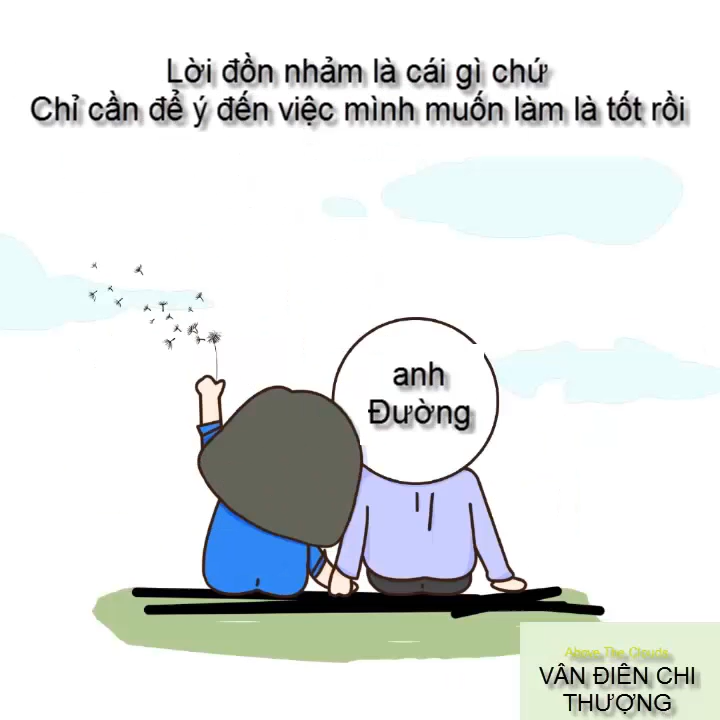 Lời đồn nhảm là cái gì chứ
Chỉ cần để ý đến việc mình muốn làm là tốt rồi
anh
Đường
Above The Clouds
VÂN ĐIÊN CHI
THƯỢNG